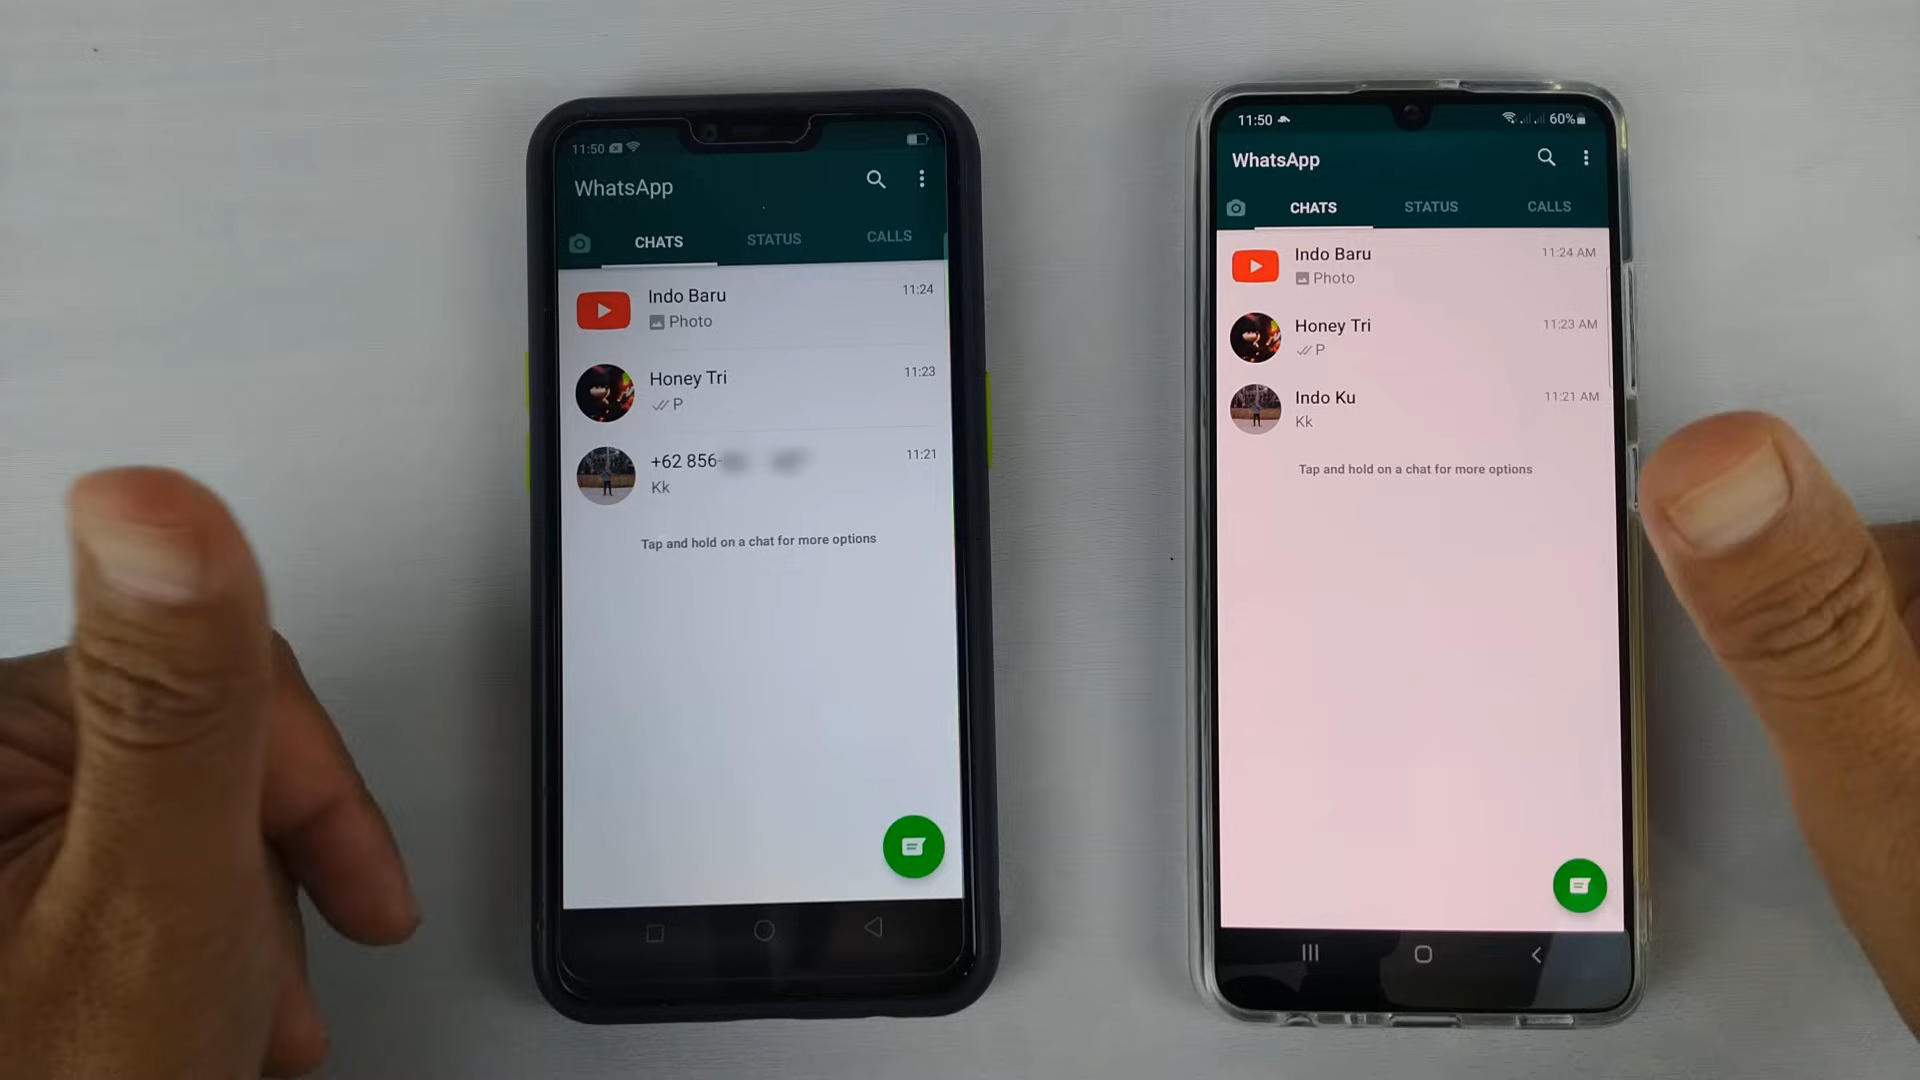 11:50
WhatsApp
CHATS STATUS CALLS
Indo Baru 11:24
Photo
Honey Tri 11:23
P
+62 856- 11:21
Kk
Tap and hold on a chat for more options
11:50 60%
WhatsApp
CHATS STATUS CALLS
Indo Baru 11:24 AM
Photo
Honey Tri 11:23 AM
P
Indo Ku 11:21 AM
Kk
Tap and hold on a chat for more options